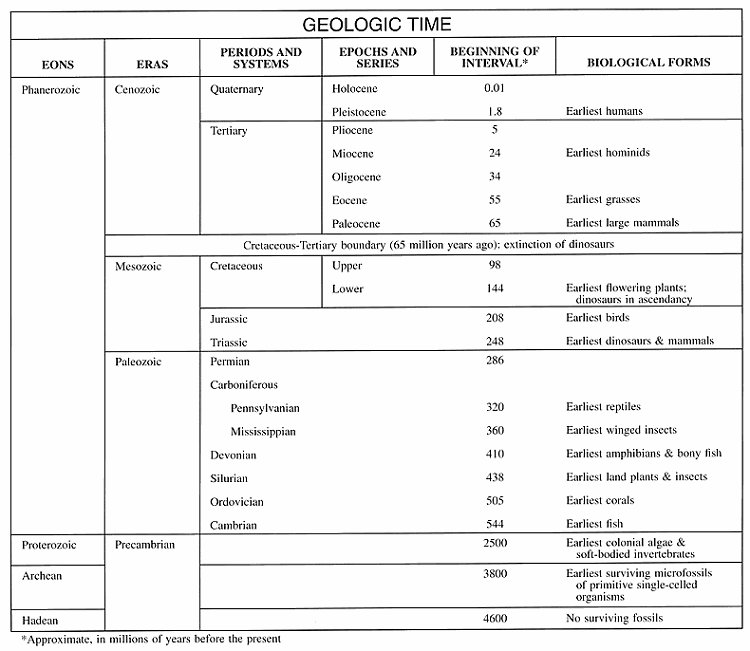 GEOLOGIC TIME
EONS ERAS PERIODS AND SYSTEMS EPOCHS AND SERIES BEGINNING OF INTERVAL* BIOLOGICAL FORMS
Phanerozoic Cenozoic Quaternary Holocene 0.01
Pleistocene 1.8 Earliest humans
Tertiary Pliocene 5
Miocene 24 Earliest hominids
Oligocene 34
Eocene 55 Earliest grasses
Paleocene 65 Earliest large mammals
Cretaceous-Tertiary boundary (65 million years ago): extinction of dinosaurs
Mesozoic Cretaceous Upper 98
Lower 144 Earliest flowering plants;
dinosaurs in ascendancy
Jurassic 208 Earliest birds
Triassic 248 Earliest dinosaurs & mammals
Paleozoic Permian 286
Carboniferous
Pennsylvanian 320 Earliest reptiles
Mississippian 360 Earliest winged insects
Devonian 410 Earliest amphibians & bony fish
Silurian 438 Earliest land plants & insects
Ordovician 505 Earliest corals
Cambrian 544 Earliest fish
Proterozoic Precambrian 2500 Earliest colonial algae &
soft-bodied invertebrates
Archean 3800 Earliest surviving microfossils
of primitive single-celled
organisms
Hadean 4600 No surviving fossils
*Approximate, in millions of years before the present